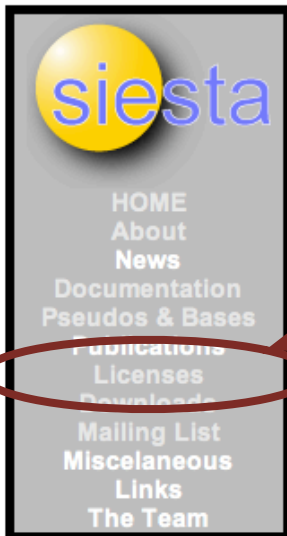 siesta
HOME
About
News
Documentation
Pseudos & Bases
Publications
Licenses
Downloads
Mailing List
Miscelaneous
Links
The Team